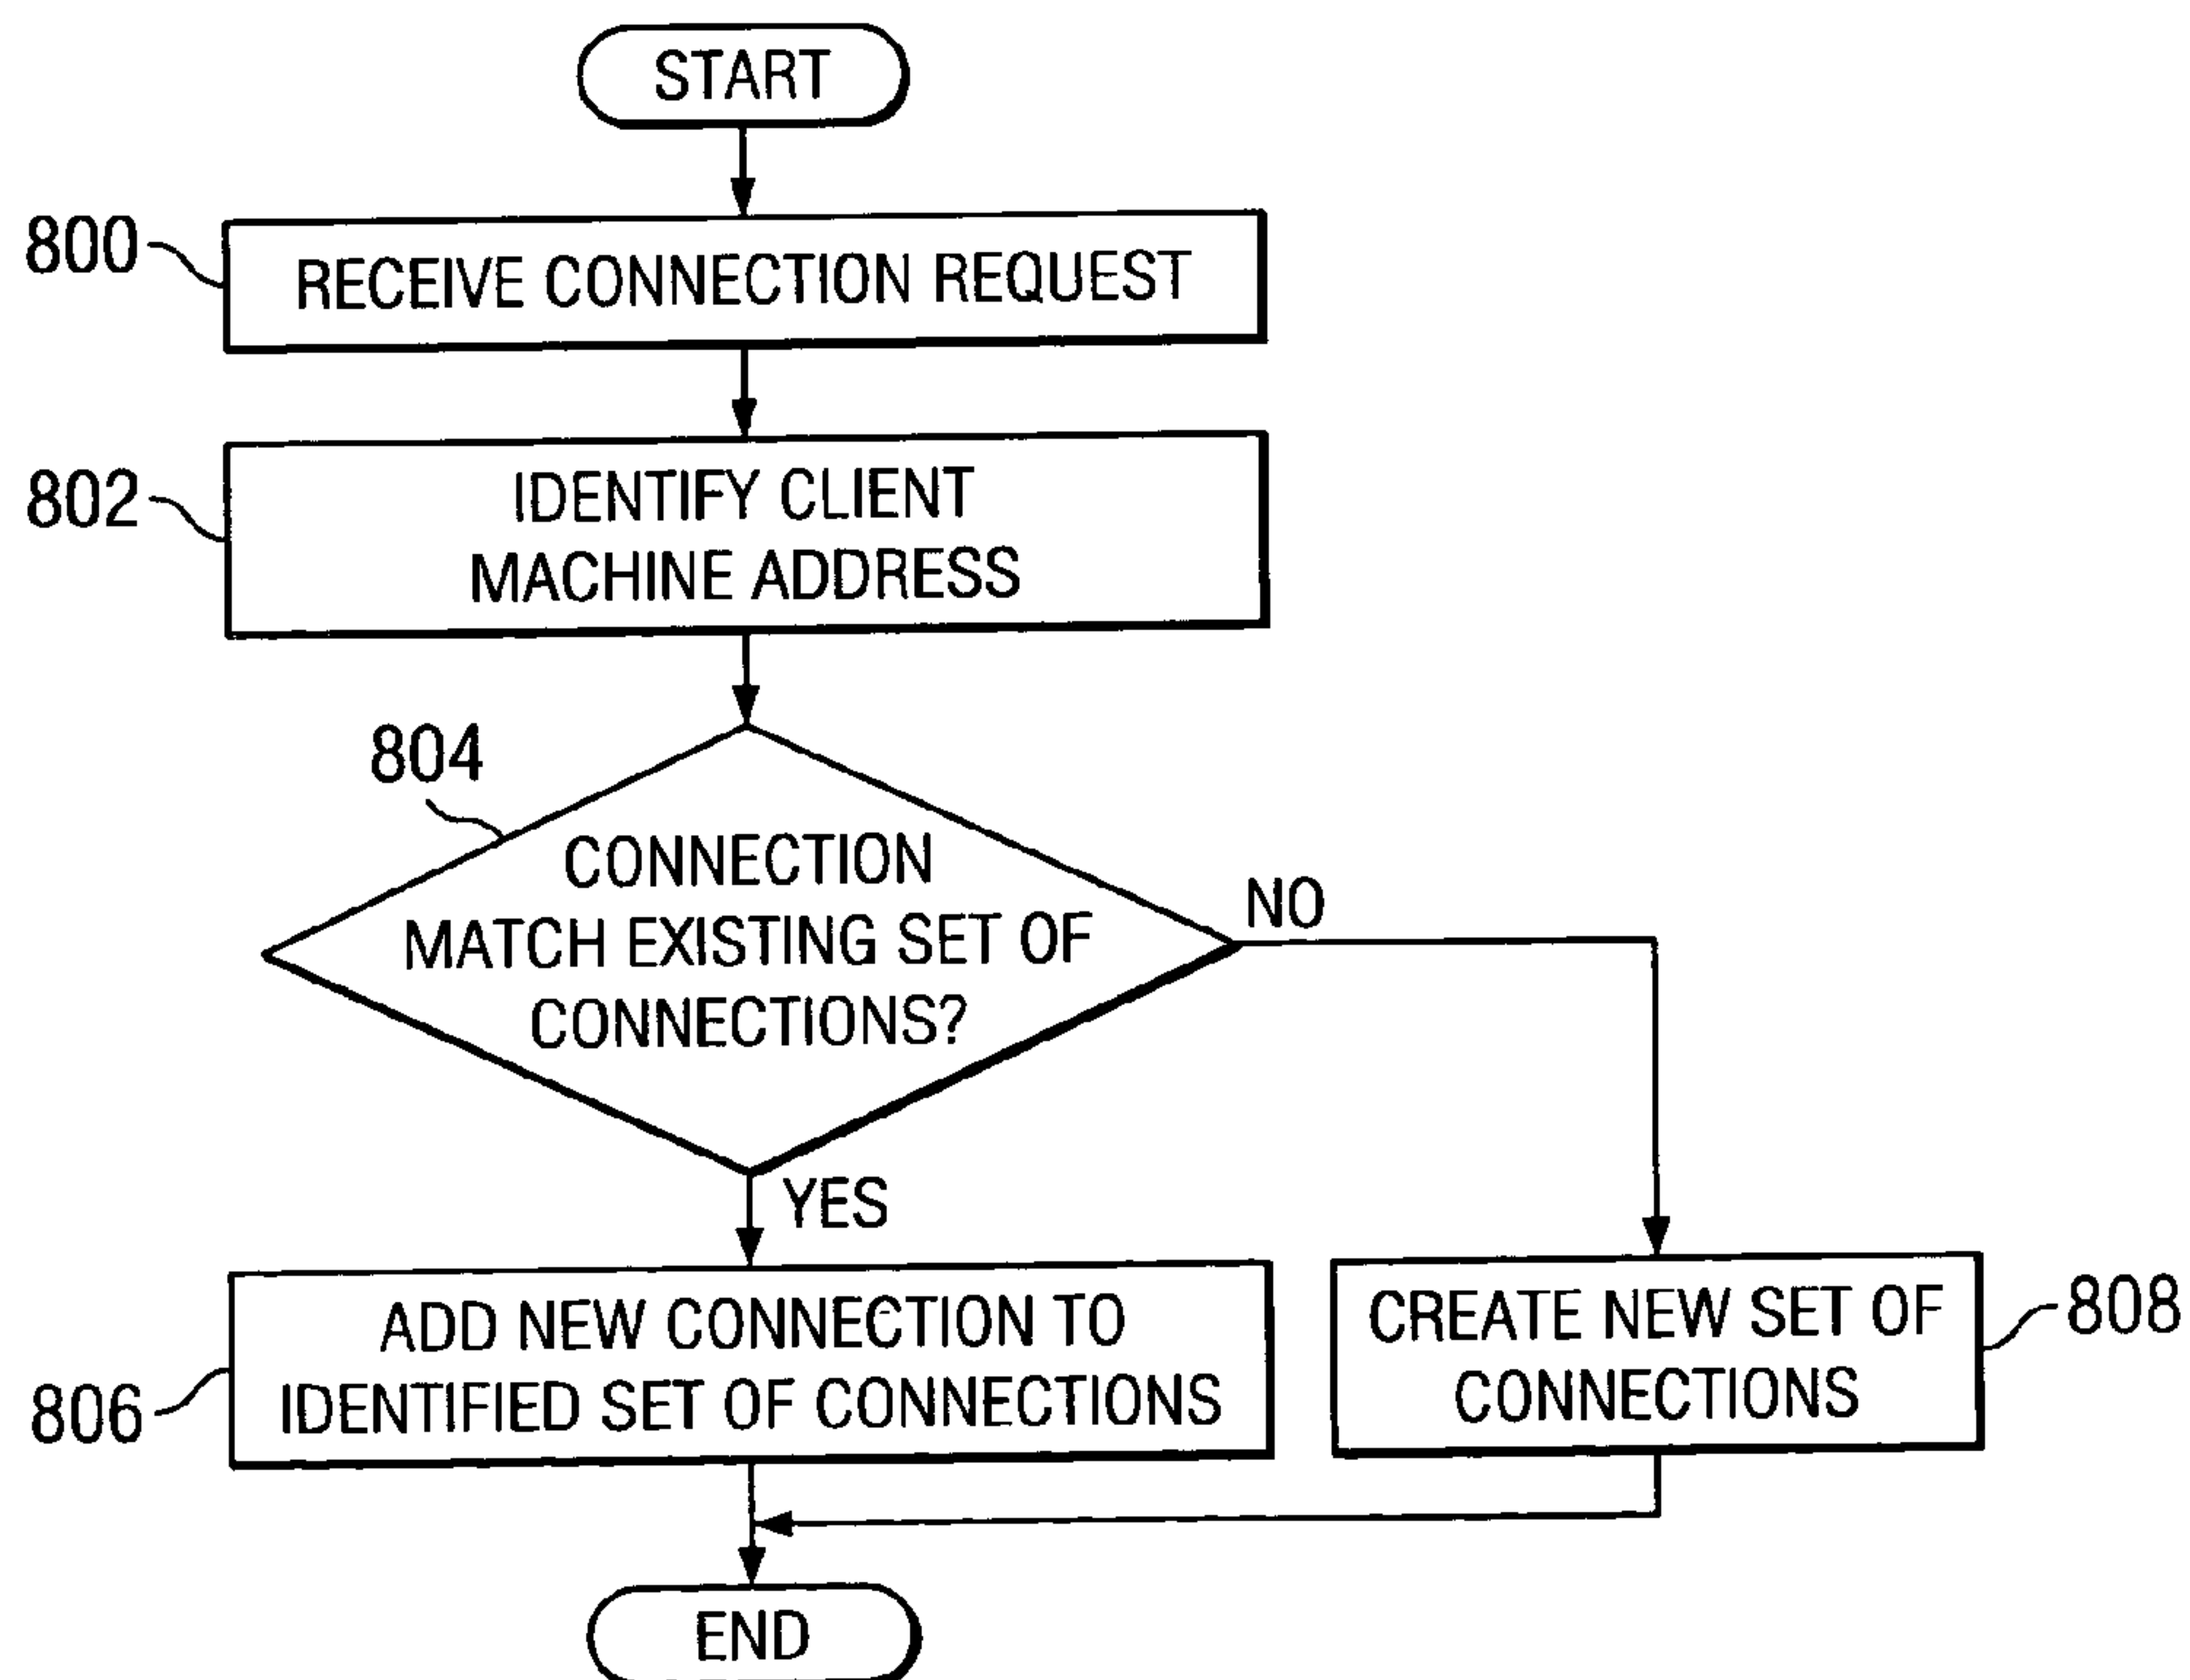 START
800
RECEIVE CONNECTION REQUEST
802
IDENTIFY CLIENT
MACHINE ADDRESS
804
CONNECTION
MATCH EXISTING SET OF
CONNECTIONS?
NO
YES
806
ADD NEW CONNECTION TO
IDENTIFIED SET OF CONNECTIONS
CREATE NEW SET OF
CONNECTIONS
808
END